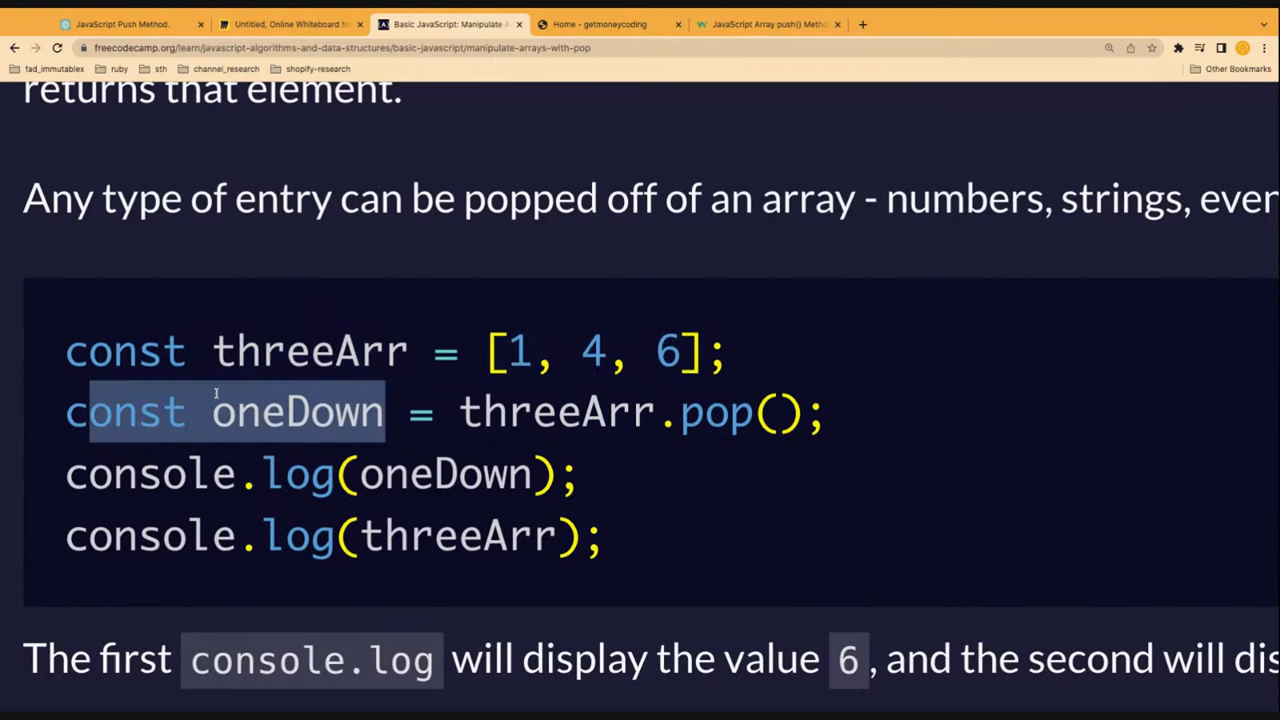 JavaScript Push Method.
Untitled, Online Whiteboard fo
Basic JavaScript: Manipulate A
Home - getmoneycoding
JavaScript Array push() Metho
freecodecamp.org/learn/javascript-algorithms-and-data-structures/basic-javascript/manipulate-arrays-with-pop
fad_immutablex
ruby
sth
channel_research
shopify-research
Other Bookmarks
returns that element.
Any type of entry can be popped off of an array - numbers, strings, even
const threeArr = [1, 4, 6];
const oneDown = threeArr.pop();
console.log(oneDown);
console.log(threeArr);
The first console.log will display the value 6, and the second will dis